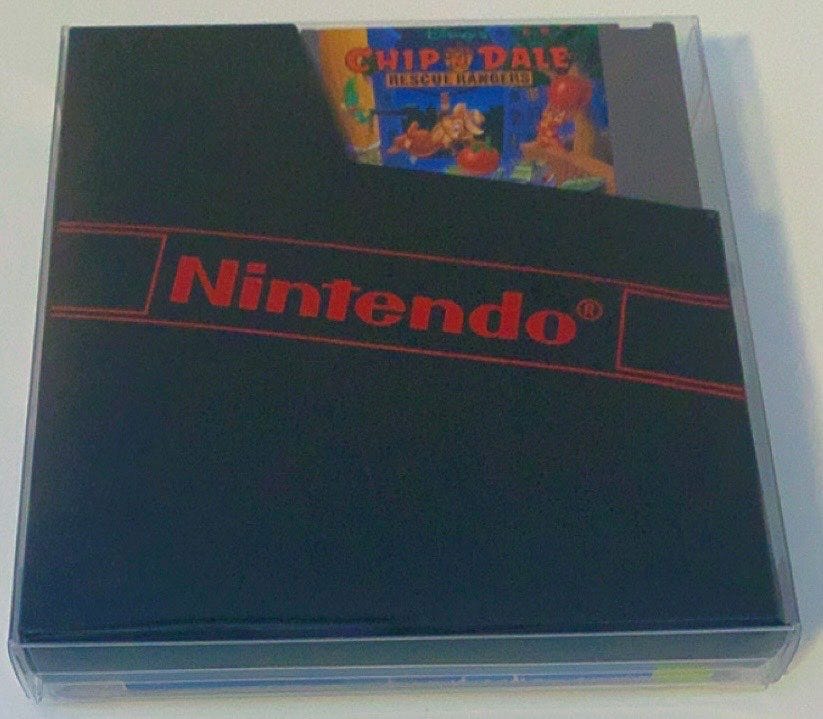 Disney's
CHIP 'N DALE
RESCUE RANGERS
Nintendo®